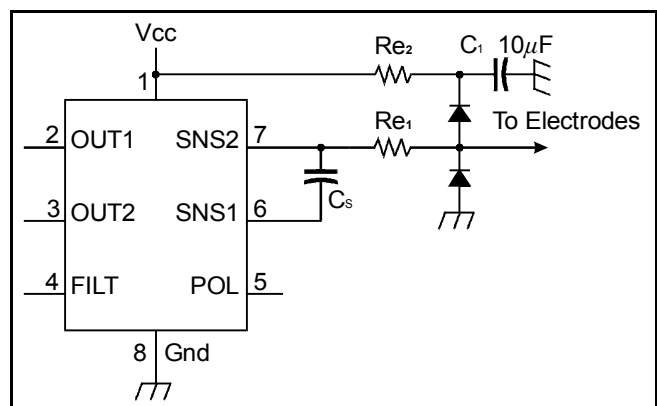 Vcc
Re₂
C₁ 10µF
1
To Electrodes
Re₁
2 OUT1 SNS2 7
Cs
3 OUT2 SNS1 6
4 FILT POL 5
8 Gnd